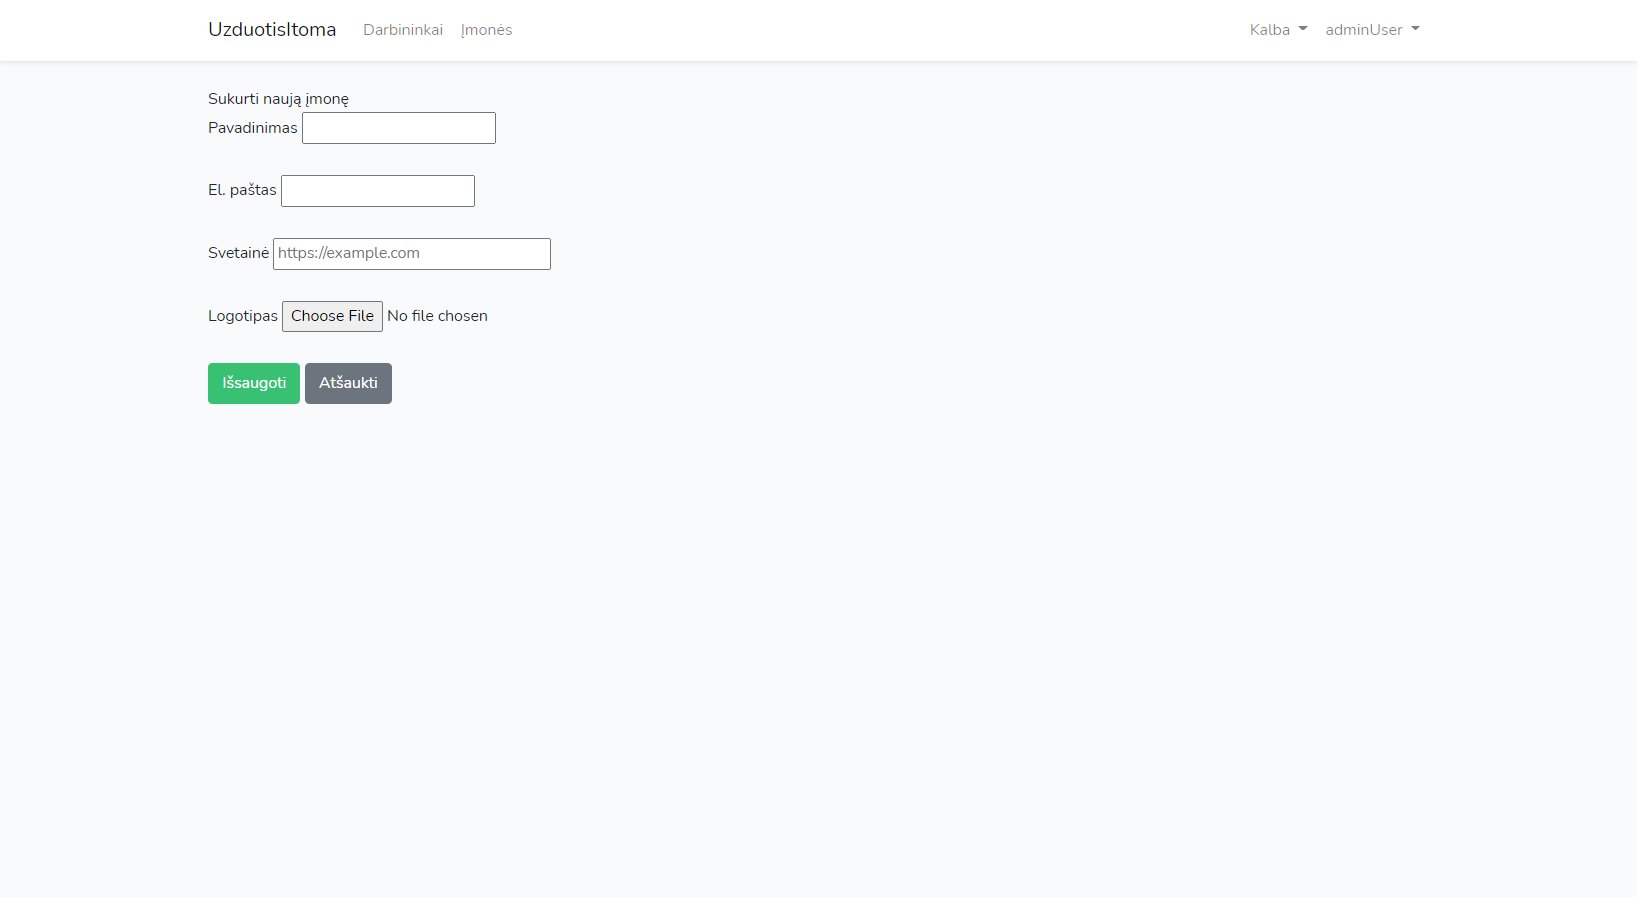 UzduotisItoma Darbininkai Įmonės Kalba adminUser
Sukurti naują įmonę
Pavadinimas
El. paštas
Svetainė https://example.com
Logotipas Choose File No file chosen
Išsaugoti Atšaukti